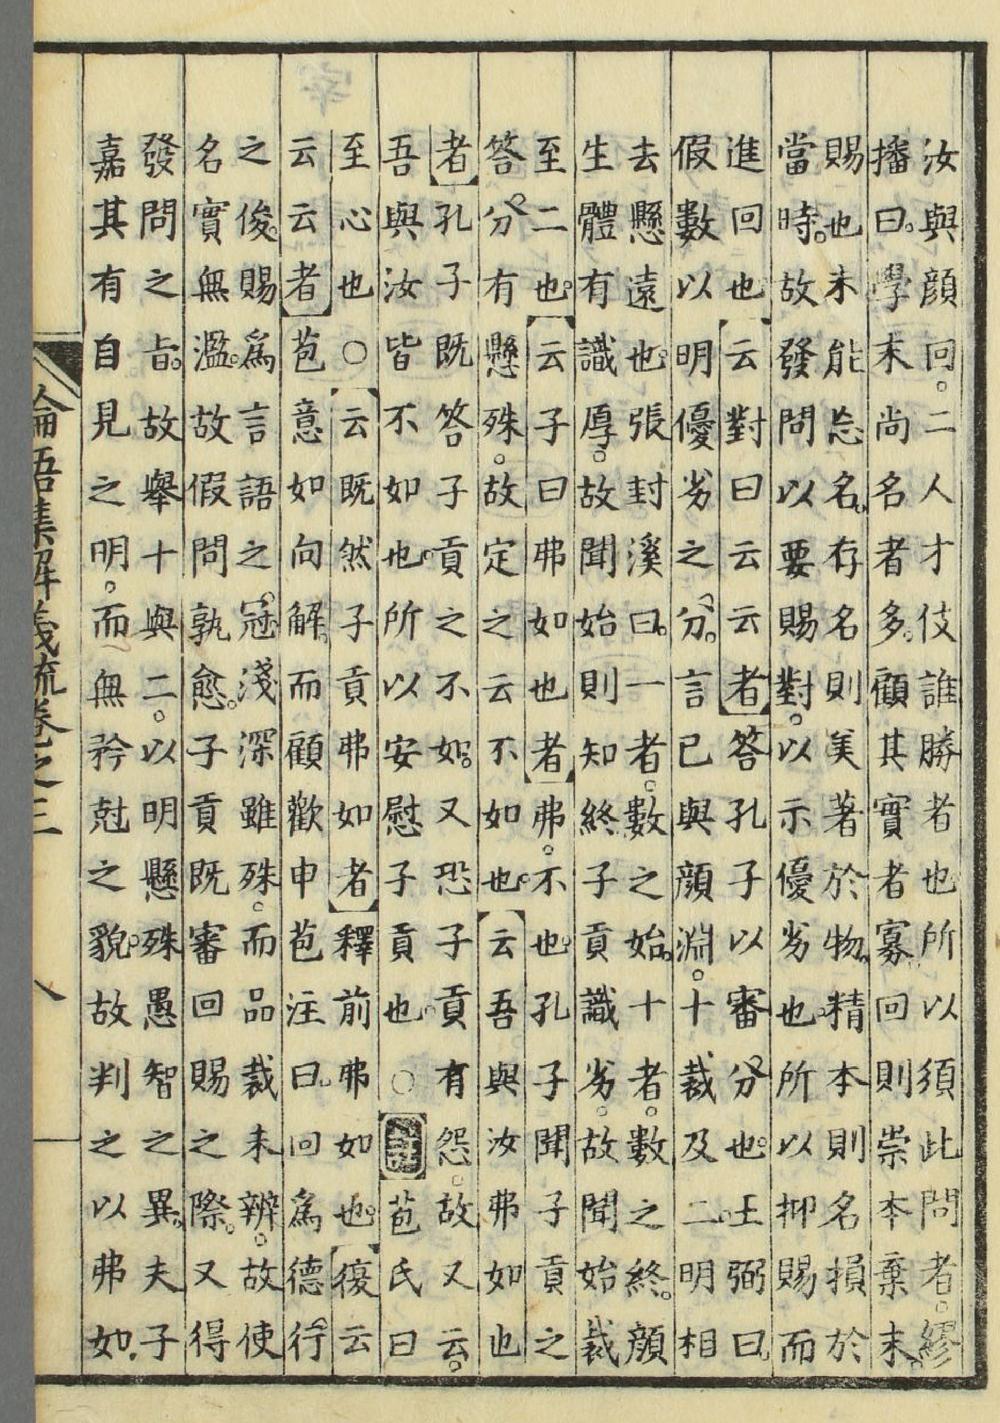 汝與顔回。二人才伎誰勝者也所以須此問者。繆
播曰。學末尚名者多。顧其實者寡。回則崇本棄末。
賜也未能忘名。存名則美著於物。精本則名損於
當時。故發問以要賜對。以示優劣也。所以抑賜而
進回也云對曰云云者答孔子以審分也。王弼曰。
假數以明優劣之分。言已與顔淵。十裁及二。明相
去懸遠也。張封溪曰。一者。數之始。十者。數之終。顔
生體有識厚。故聞始則知終子貢識劣。故聞始裁
至二也。云子曰弗如也者弗。不也。孔子聞子貢之
答。分有懸殊。故定之云不如也。云吾與汝弗如也
者孔子既答子貢之不如。又恐子貢有怨。故又云。
吾與汝皆不如也。所以安慰子貢也。○注苞氏曰
至心也○云既然子貢弗如者釋前弗如也。復云
云云者苞意如向解。而顧歡申苞注曰。回爲德行
之俊。賜爲言語之冠。淺深雖殊。而品裁未辨。故使
名實無濫。故假問孰愈。子貢既審回賜之際。又得
發問之旨。故舉十與二。以明懸殊愚智之異。夫子
嘉其有自見之明。而無矜尅之貌。故判之以弗如。
論語集解義疏卷之三 八